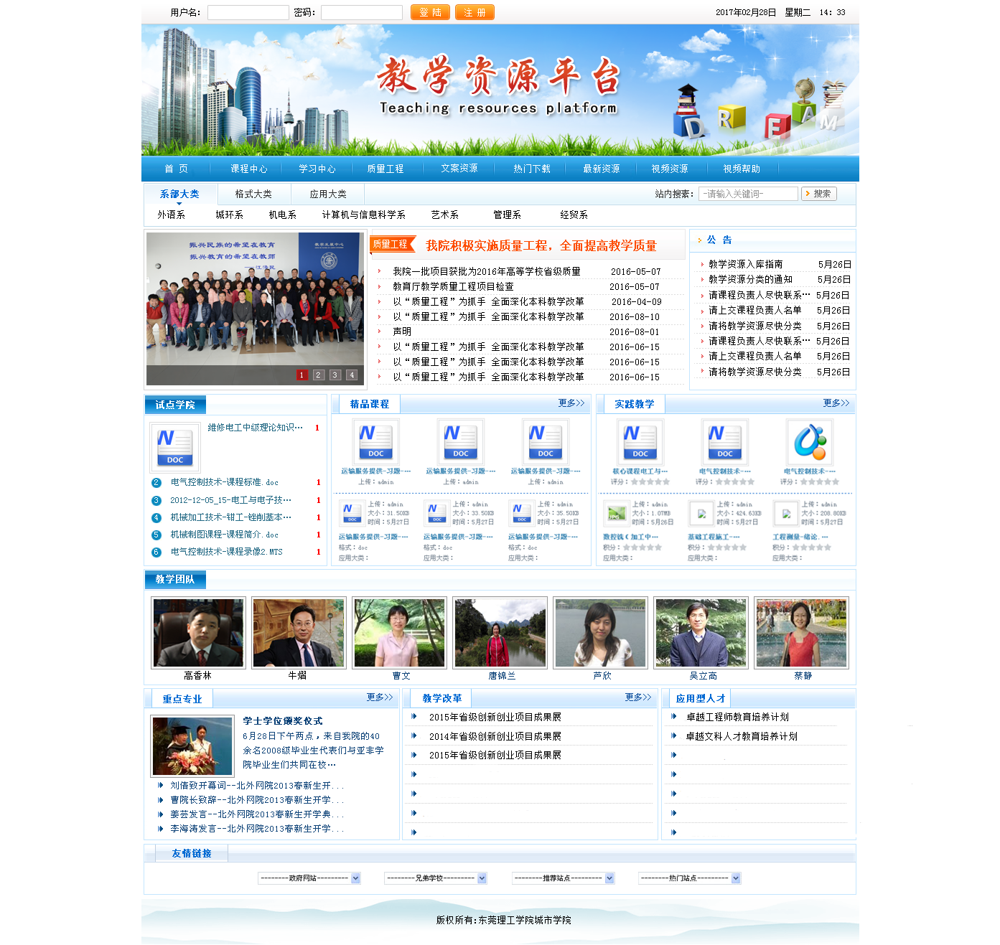 用户名： 密码： 登 陆 注 册 2017年02月28日 星期二 14: 33
教学资源平台
Teaching resources platform
D R E A M
首 页 课程中心 学习中心 质量工程 文案资源 热门下载 最新资源 视频资源 视频帮助
系部大类 格式大类 应用大类 站内搜索： -请输入关键词- 搜索
外语系 城环系 机电系 计算机与信息科学系 艺术系 管理系 经贸系
振兴民族的希望在教育
振兴教育的希望在教师
——江泽民
教学发展中心
1 2 3 4
质量工程 我院积极实施质量工程，全面提高教学质量
我院一批项目获批为2016年高等学校省级质量 2016-05-07
教育厅教学质量工程项目检查 2016-05-07
以“质量工程”为抓手 全面深化本科教学改革 2016-04-09
以“质量工程”为抓手 全面深化本科教学改革 2016-08-10
声明 2016-08-01
以“质量工程”为抓手 全面深化本科教学改革 2016-06-15
以“质量工程”为抓手 全面深化本科教学改革 2016-06-15
以“质量工程”为抓手 全面深化本科教学改革 2016-06-15
公 告
教学资源入库指南 5月26日
教学资源分类的通知 5月26日
请课程负责人尽快联系… 5月26日
请上交课程负责人名单 5月26日
请将教学资源尽快分类 5月26日
请课程负责人尽快联系… 5月26日
请上交课程负责人名单 5月26日
请将教学资源尽快分类 5月26日
试点学院
DOC 维修电工中级理论知识… 1
2 电气控制技术-课程标准.doc 1
3 2012-12-05_15-电工与电子技… 1
4 机械加工技术-钳工-锉削基本… 1
5 机械制图课程-课程简介.doc 1
6 电气控制技术-课程录像2.MTS 1
精品课程 更多>>
DOC DOC DOC
运输服务提供-习题-… 运输服务提供-习题-… 运输服务提供-习题-…
上传：admin 上传：admin 上传：admin
DOC 上传：admin DOC 上传：admin DOC 上传：admin
大小：31.50KB 大小：33.50KB 大小：35.50KB
时间：5月27日 时间：5月27日 时间：5月27日
运输服务提供-习题-… 运输服务提供-习题-… 运输服务提供-习题-…
格式：doc 格式：doc 格式：doc
应用大类： 应用大类： 应用大类：
实践教学 更多>>
DOC DOC
核心课程电工与… 电气控制技术-… 电气控制技术-…
评分： 评分： 评分：
JPG 上传：admin 上传：admin 上传：admin
大小：1.07MB 大小：424.63KB 大小：208.80KB
时间：5月26日 时间：5月27日 时间：5月27日
数控铣（加工中… 基础工程施工-… 工程测量-绪论.…
积分： 积分： 积分：
应用大类： 应用大类： 应用大类：
教学团队
高香林 牛熠 曹文 唐锦兰 芦欣 吴立高 蔡静
重点专业 更多>>
学士学位颁奖仪式
6月28日下午两点，来自我院的40
余名2008级毕业生代表们与亚非学
院毕业生们共同在校…
刘倩致开幕词--北外网院2013春新生开...
曹院长致辞--北外网院2013春新生开学...
姜芸发言--北外网院2013春新生开学典...
李海涛发言--北外网院2013春新生开学...
教学改革 更多>>
2015年省级创新创业项目成果展
2014年省级创新创业项目成果展
2015年省级创新创业项目成果展
应用型人才
卓越工程师教育培养计划
卓越文科人才教育培养计划
友情链接
--------政府网站--------- --------兄弟学校--------- --------推荐站点--------- --------热门站点---------
版权所有:东莞理工学院城市学院